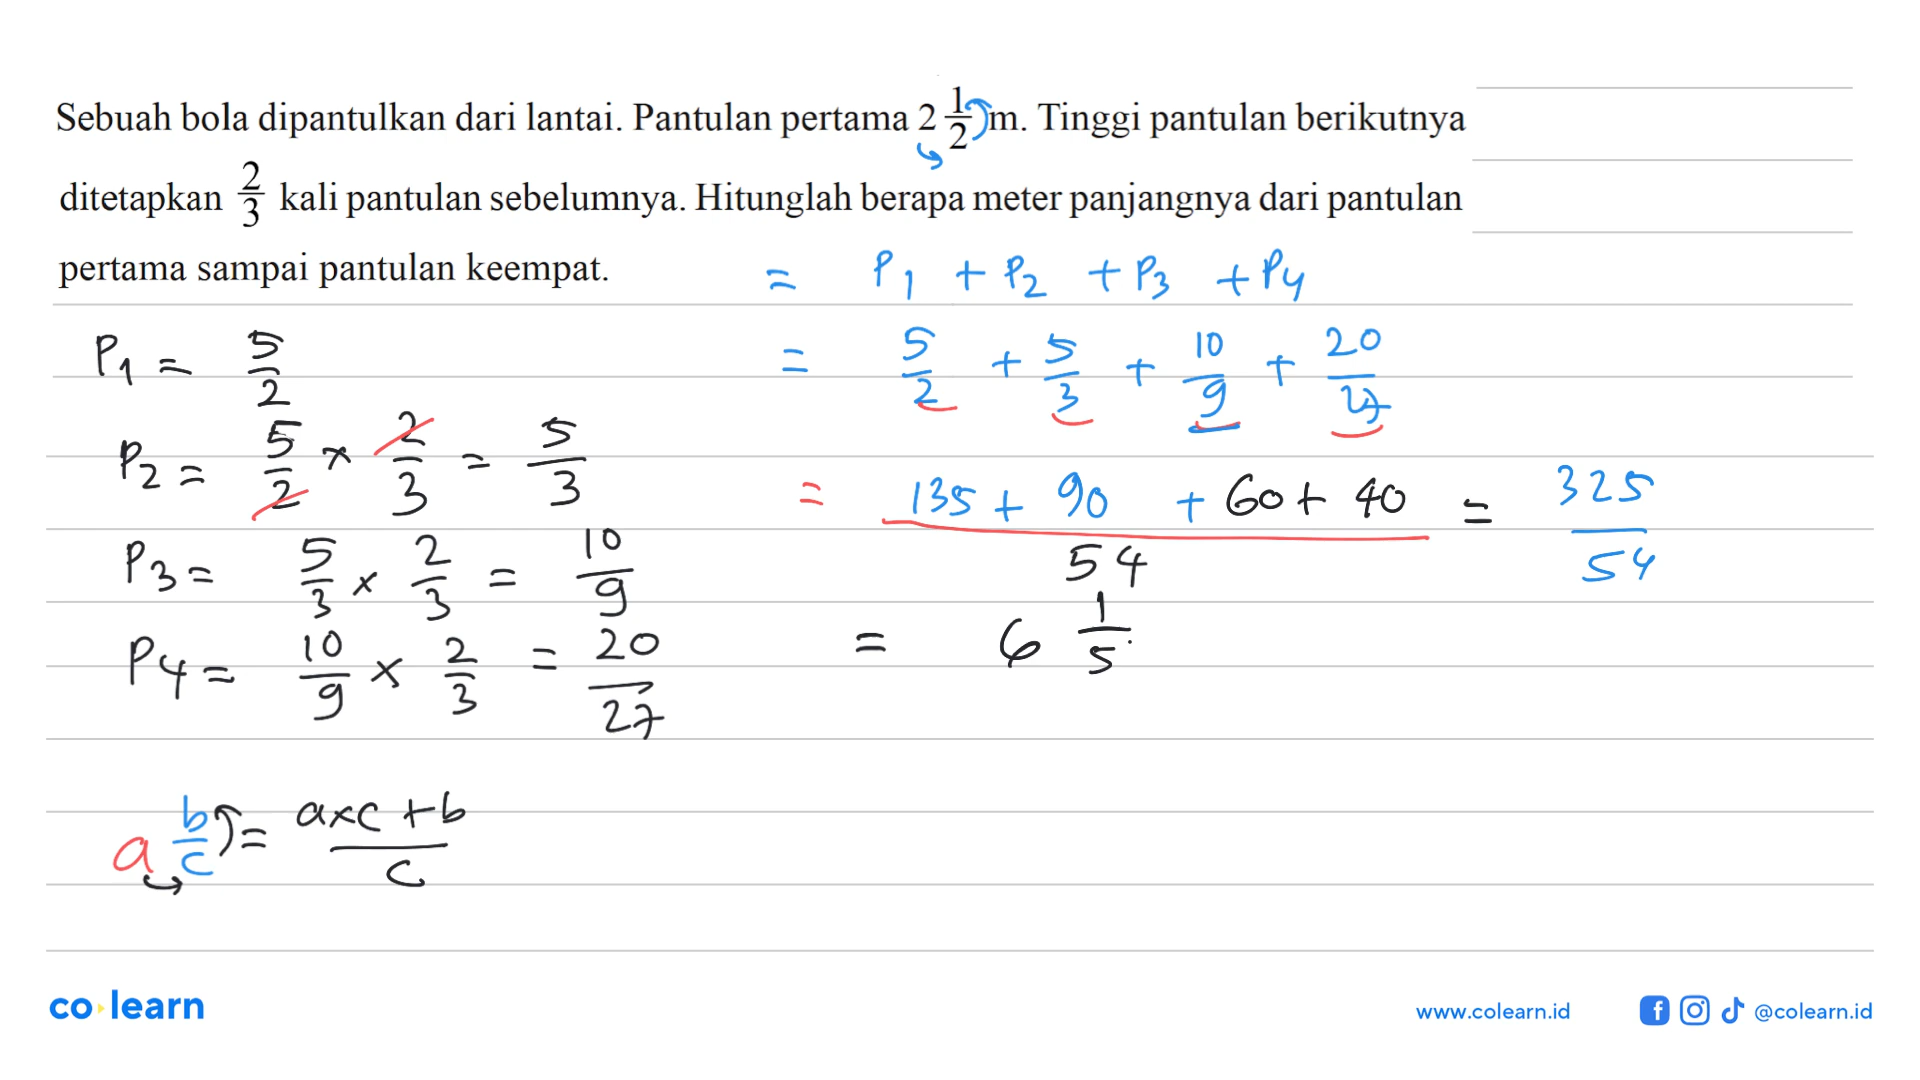 Sebuah bola dipantulkan dari lantai. Pantulan pertama 2 1/2 m. Tinggi pantulan berikutnya
ditetapkan 2/3 kali pantulan sebelumnya. Hitunglah berapa meter panjangnya dari pantulan
pertama sampai pantulan keempat.
= P1 + P2 + P3 + P4
P1 = 5/2
= 5/2 + 5/3 + 10/9 + 20/27
P2 = 5/2 × 2/3 = 5/3
= (135 + 90 + 60 + 40)/54 = 325/54
P3 = 5/3 × 2/3 = 10/9
= 6 1/5
P4 = 10/9 × 2/3 = 20/27
a b/c = (a×c + b)/c
co learn
www.colearn.id
@colearn.id